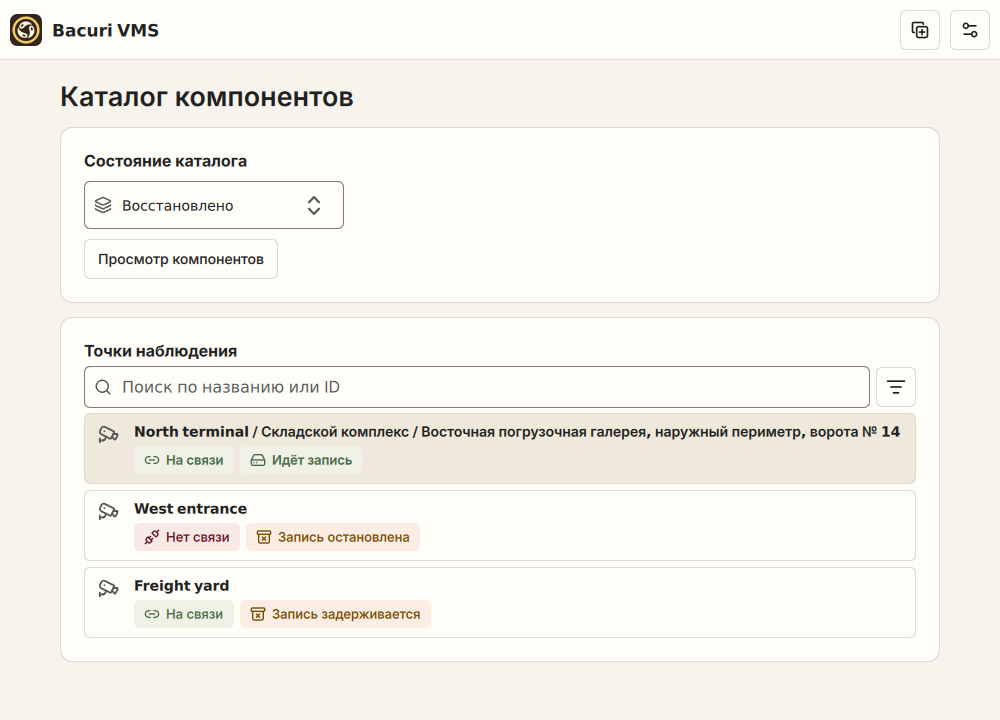 Bacuri VMS
Каталог компонентов
Состояние каталога
Восстановлено
Просмотр компонентов
Точки наблюдения
Поиск по названию или ID
North terminal / Складской комплекс / Восточная погрузочная галерея, наружный периметр, ворота № 14
На связи Идёт запись
West entrance
Нет связи Запись остановлена
Freight yard
На связи Запись задерживается